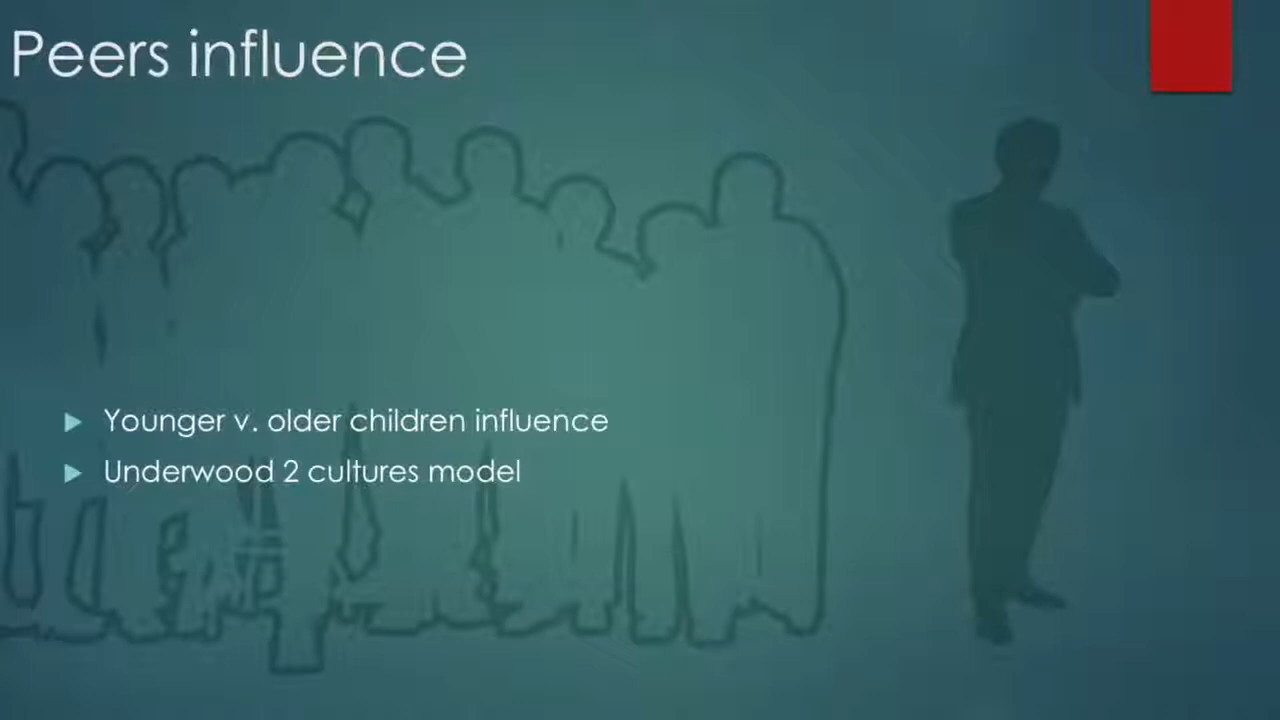 Peers influence
Younger v. older children influence
Underwood 2 cultures model